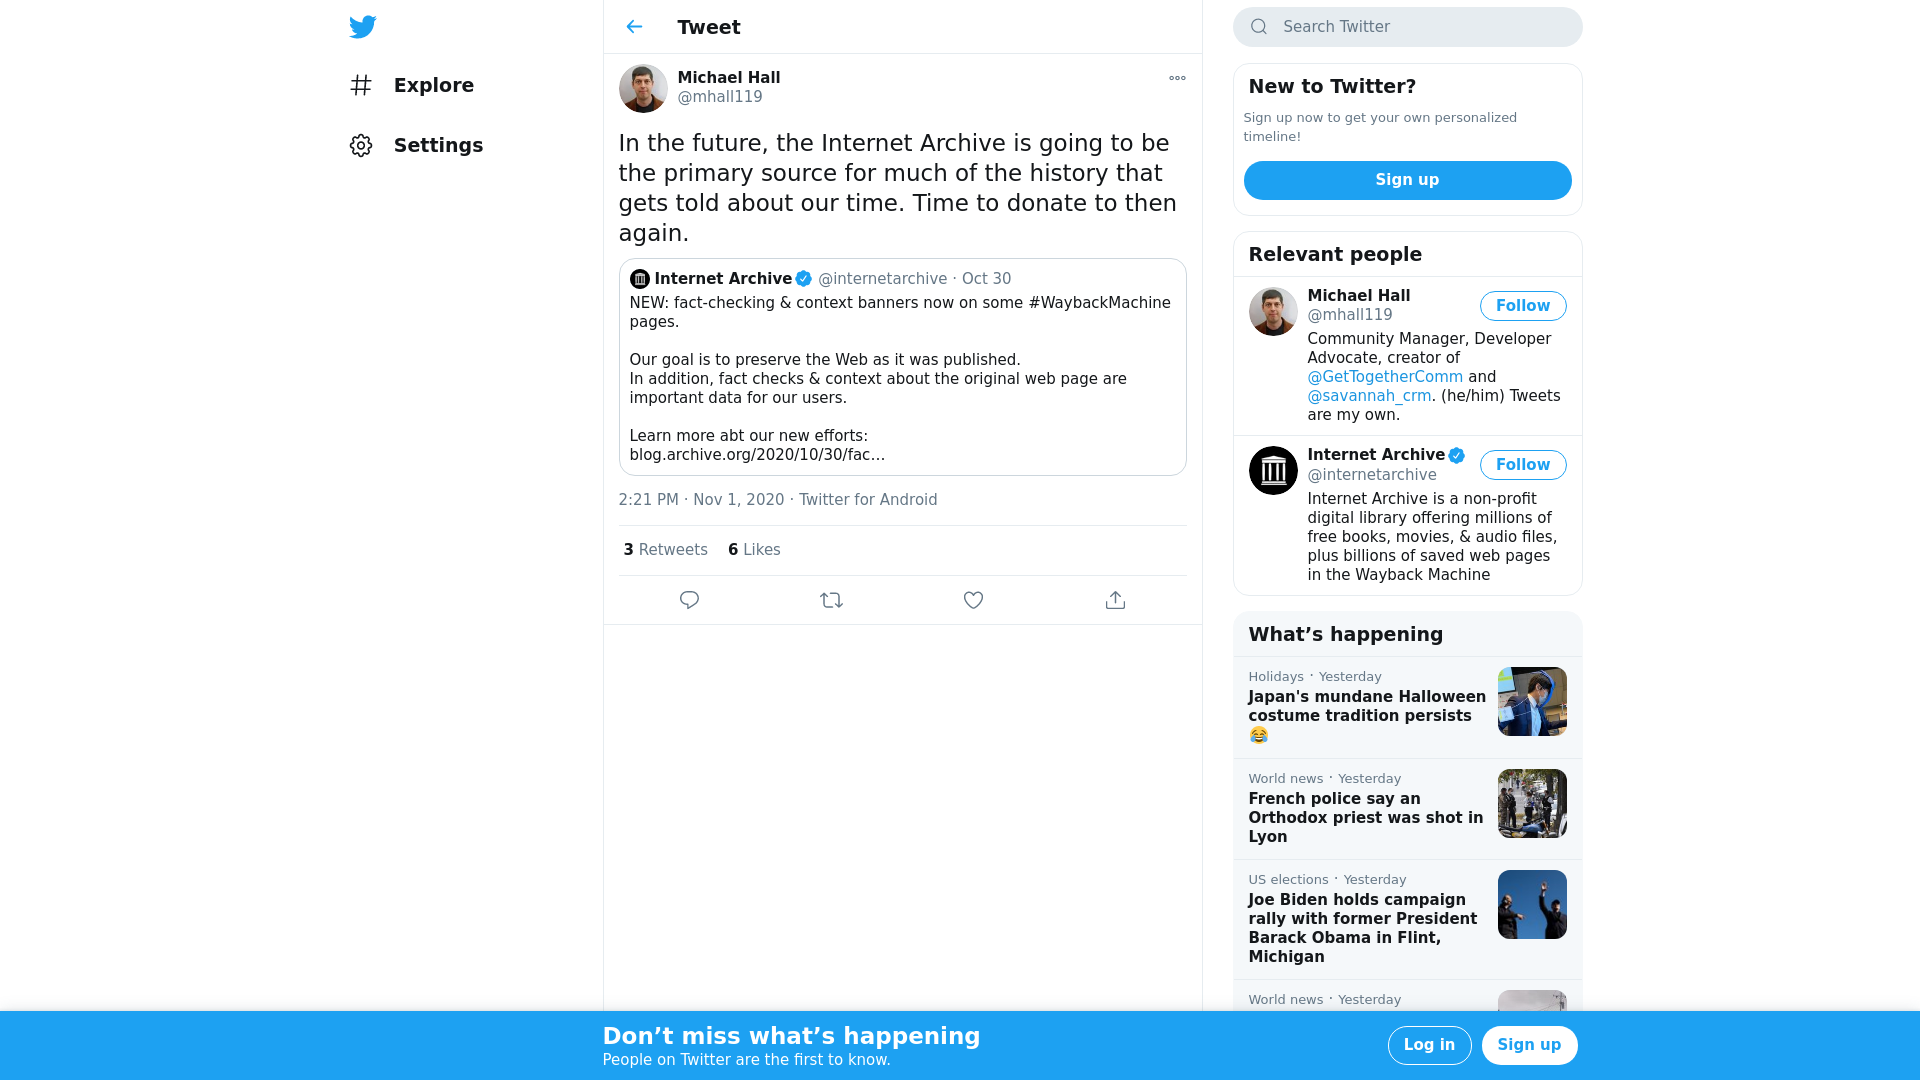 Explore
Settings
Tweet
Michael Hall
@mhall119
In the future, the Internet Archive is going to be
the primary source for much of the history that
gets told about our time. Time to donate to then
again.
Internet Archive @internetarchive · Oct 30
NEW: fact-checking & context banners now on some #WaybackMachine
pages.
Our goal is to preserve the Web as it was published.
In addition, fact checks & context about the original web page are
important data for our users.
Learn more abt our new efforts:
blog.archive.org/2020/10/30/fac…
2:21 PM · Nov 1, 2020 · Twitter for Android
3 Retweets 6 Likes
Search Twitter
New to Twitter?
Sign up now to get your own personalized
timeline!
Sign up
Relevant people
Michael Hall
@mhall119
Follow
Community Manager, Developer
Advocate, creator of
@GetTogetherComm and
@savannah_crm. (he/him) Tweets
are my own.
Internet Archive
@internetarchive
Follow
Internet Archive is a non-profit
digital library offering millions of
free books, movies, & audio files,
plus billions of saved web pages
in the Wayback Machine
What’s happening
Holidays · Yesterday
Japan's mundane Halloween
costume tradition persists
😂
World news · Yesterday
French police say an
Orthodox priest was shot in
Lyon
US elections · Yesterday
Joe Biden holds campaign
rally with former President
Barack Obama in Flint,
Michigan
World news · Yesterday
Don’t miss what’s happening
People on Twitter are the first to know.
Log in
Sign up